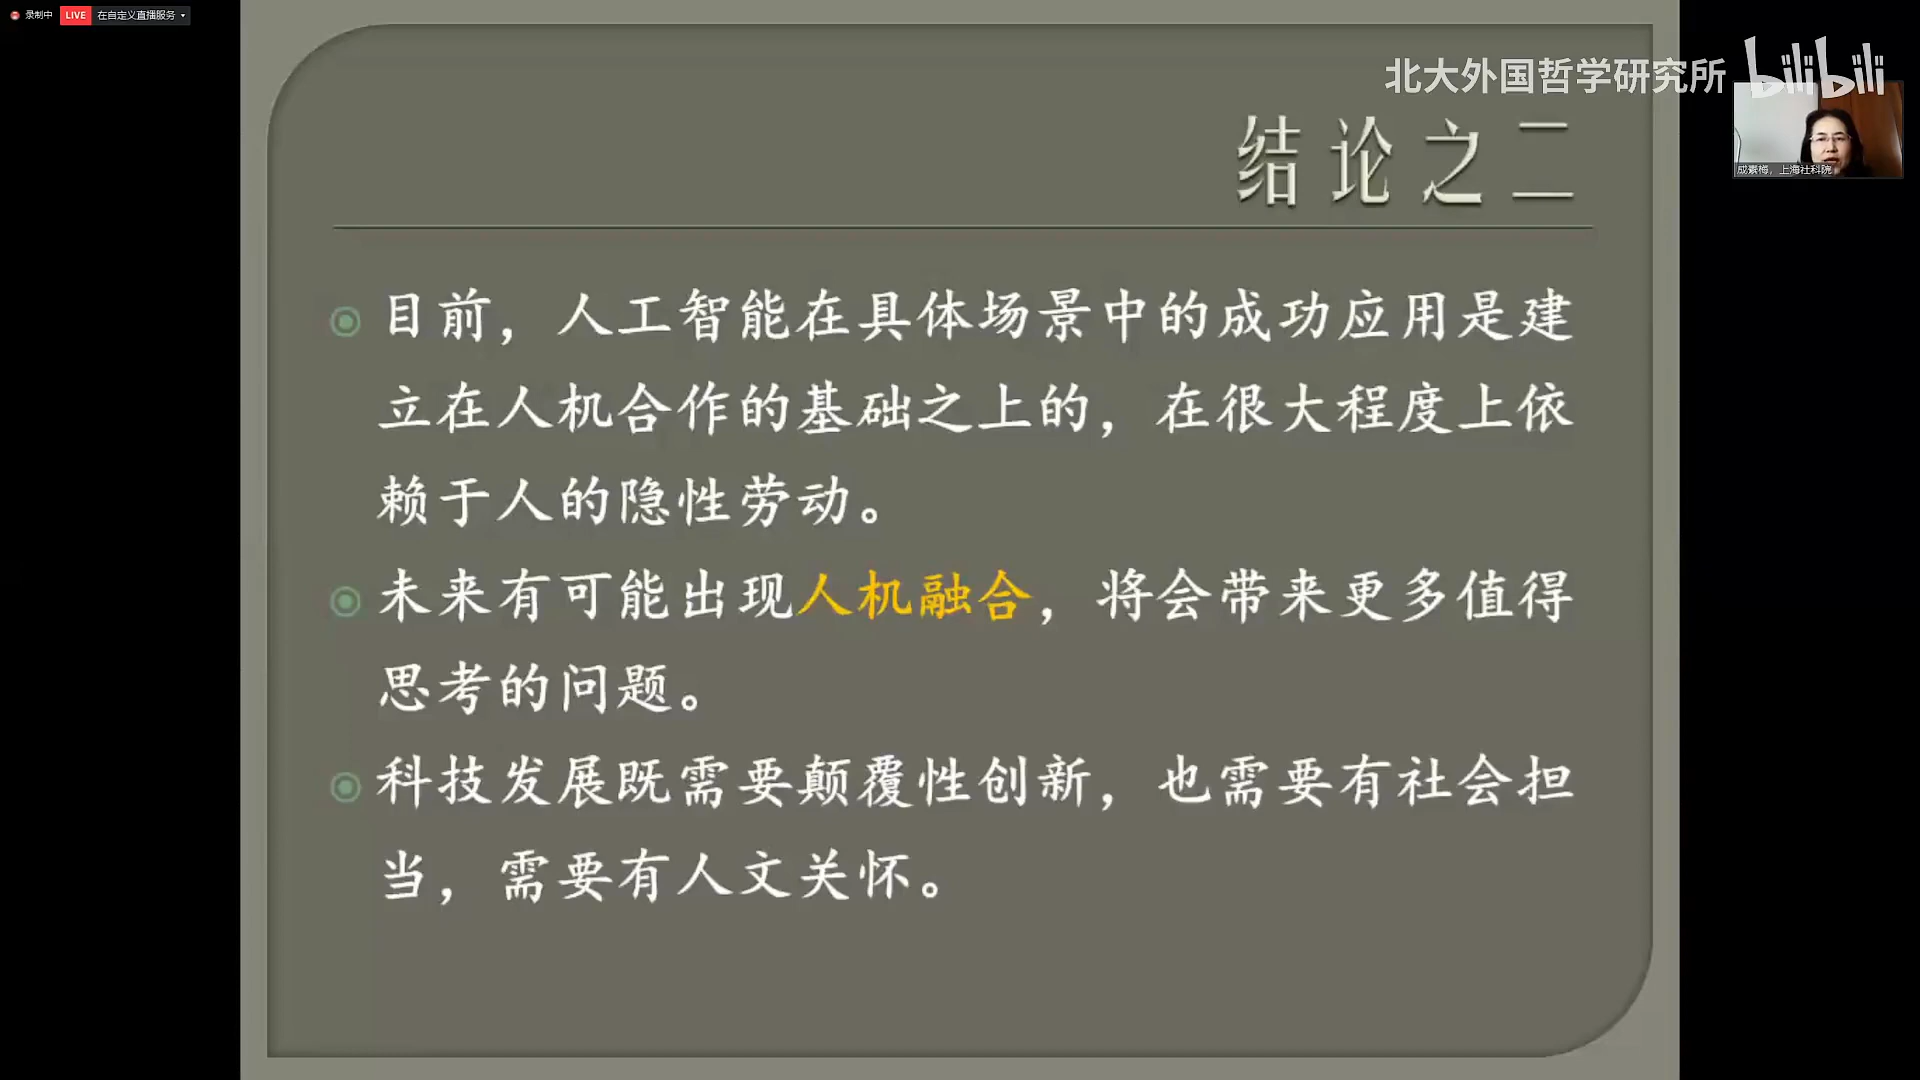 录制中 LIVE 在自定义直播服务
北大外国哲学研究所 bilibili
成素梅，上海社科院
结论之二
目前，人工智能在具体场景中的成功应用是建
立在人机合作的基础之上的，在很大程度上依
赖于人的隐性劳动。
未来有可能出现人机融合，将会带来更多值得
思考的问题。
科技发展既需要颠覆性创新，也需要有社会担
当，需要有人文关怀。